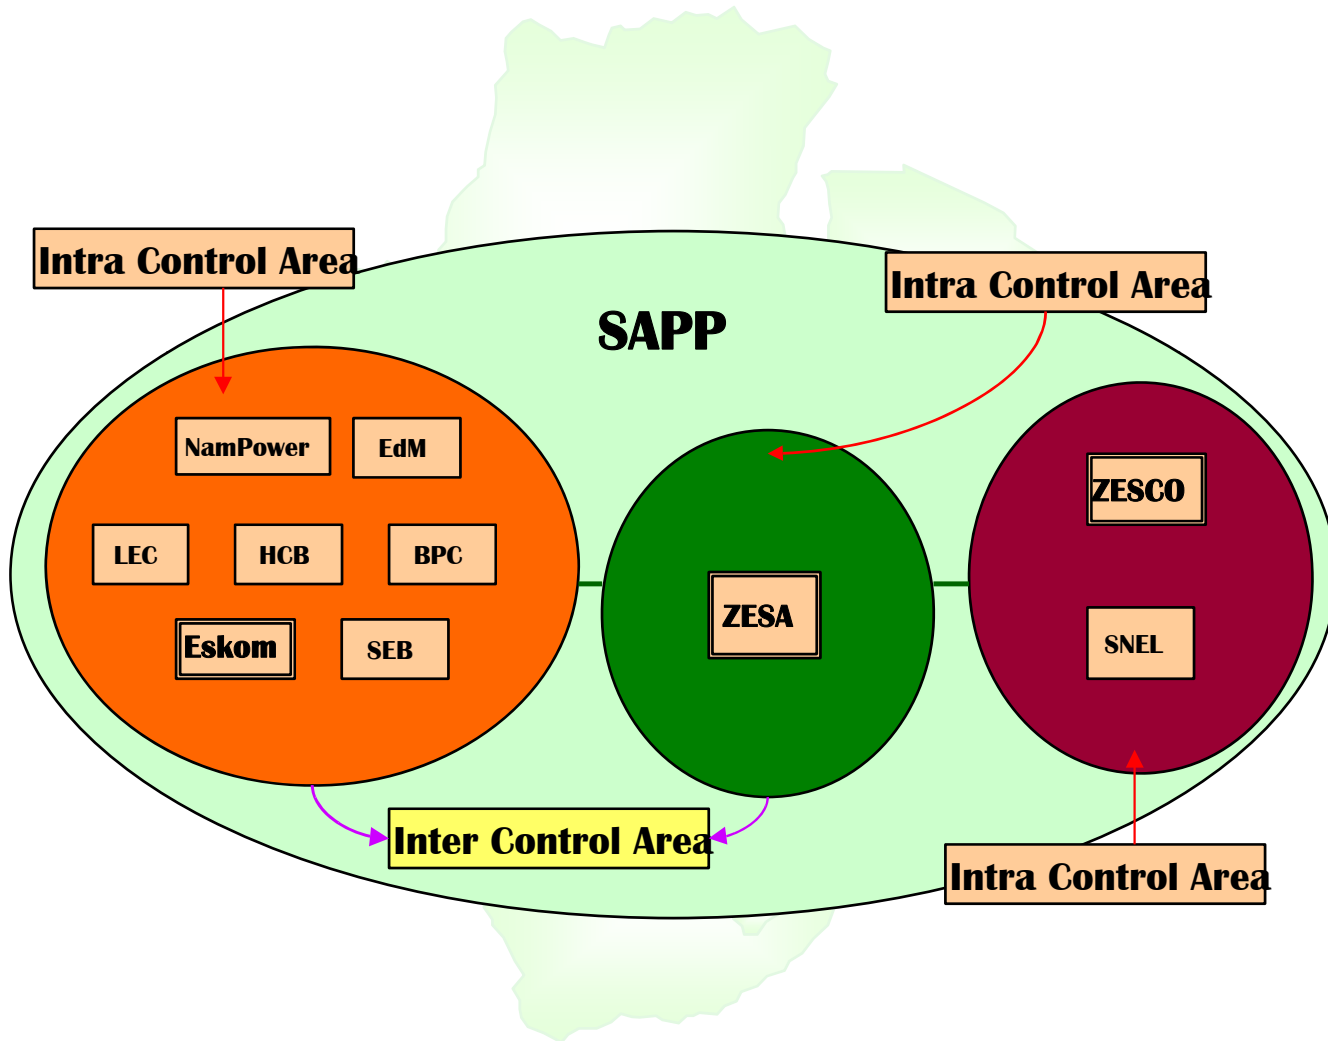 Intra Control Area
Intra Control Area
SAPP
NamPower
EdM
ZESCO
LEC
HCB
BPC
ZESA
Eskom
SEB
SNEL
Inter Control Area
Intra Control Area